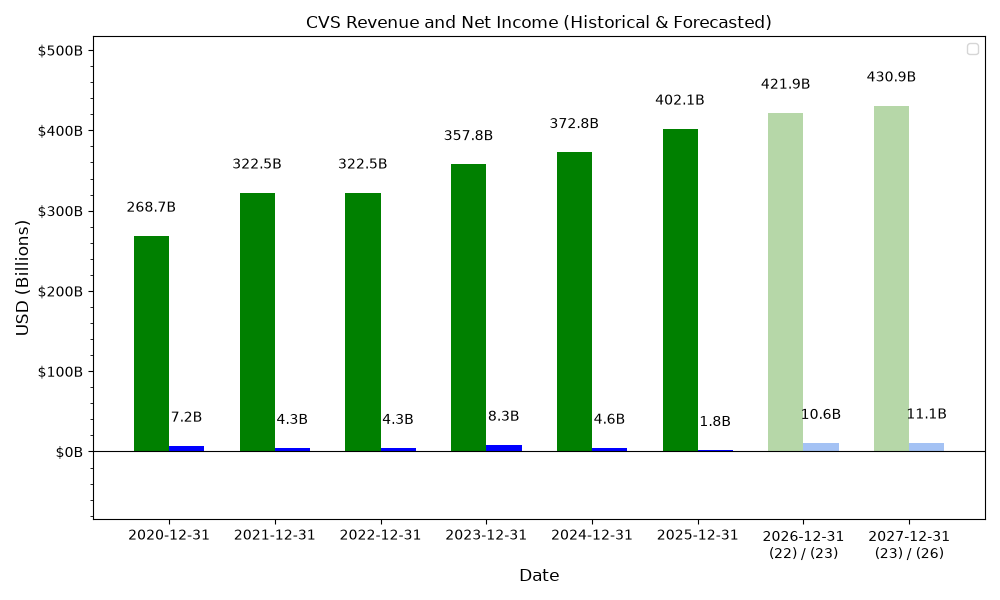 CVS Revenue and Net Income (Historical & Forecasted)
$500B
$400B
$300B
$200B
$100B
$0B
USD (Billions)
268.7B
322.5B
322.5B
357.8B
372.8B
402.1B
421.9B
430.9B
7.2B
4.3B
4.3B
8.3B
4.6B
1.8B
10.6B
11.1B
2020-12-31
2021-12-31
2022-12-31
2023-12-31
2024-12-31
2025-12-31
2026-12-31
(22) / (23)
2027-12-31
(23) / (26)
Date